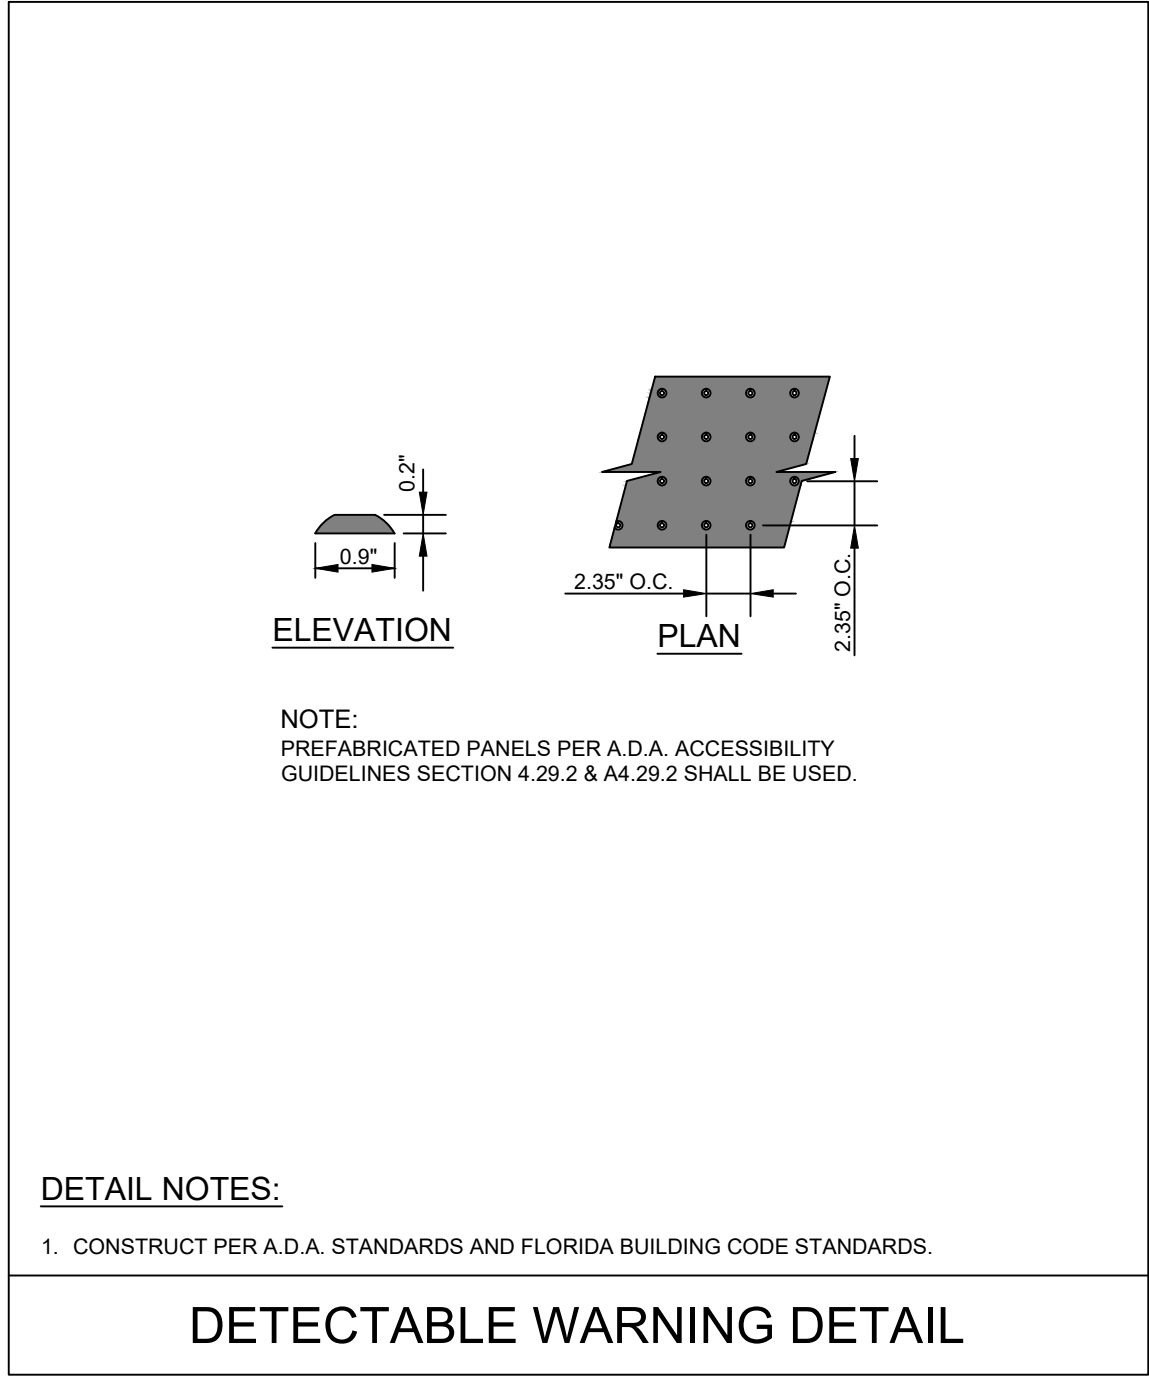 0.2"
0.9"
ELEVATION
2.35" O.C.
2.35" O.C.
PLAN
NOTE:
PREFABRICATED PANELS PER A.D.A. ACCESSIBILITY
GUIDELINES SECTION 4.29.2 & A4.29.2 SHALL BE USED.
DETAIL NOTES:
1. CONSTRUCT PER A.D.A. STANDARDS AND FLORIDA BUILDING CODE STANDARDS.
DETECTABLE WARNING DETAIL